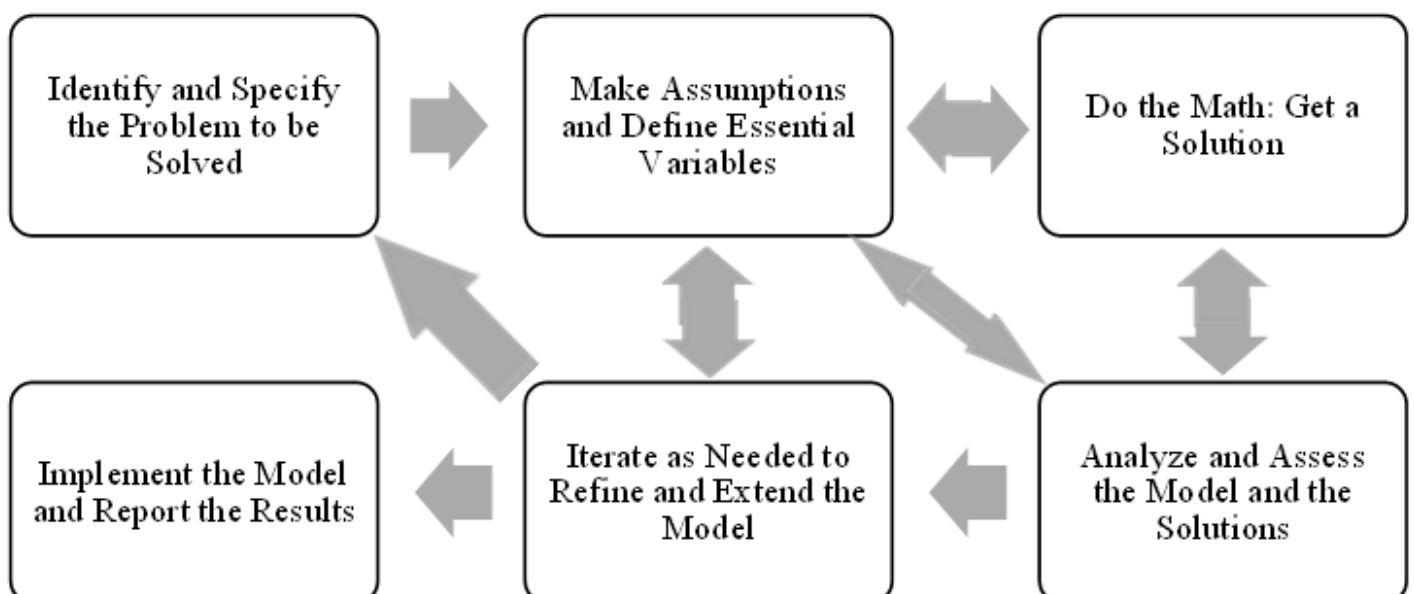 Identify and Specify
the Problem to be
Solved
Make Assumptions
and Define Essential
Variables
Do the Math: Get a
Solution
Implement the Model
and Report the Results
Iterate as Needed to
Refine and Extend the
Model
Analyze and Assess
the Model and the
Solutions